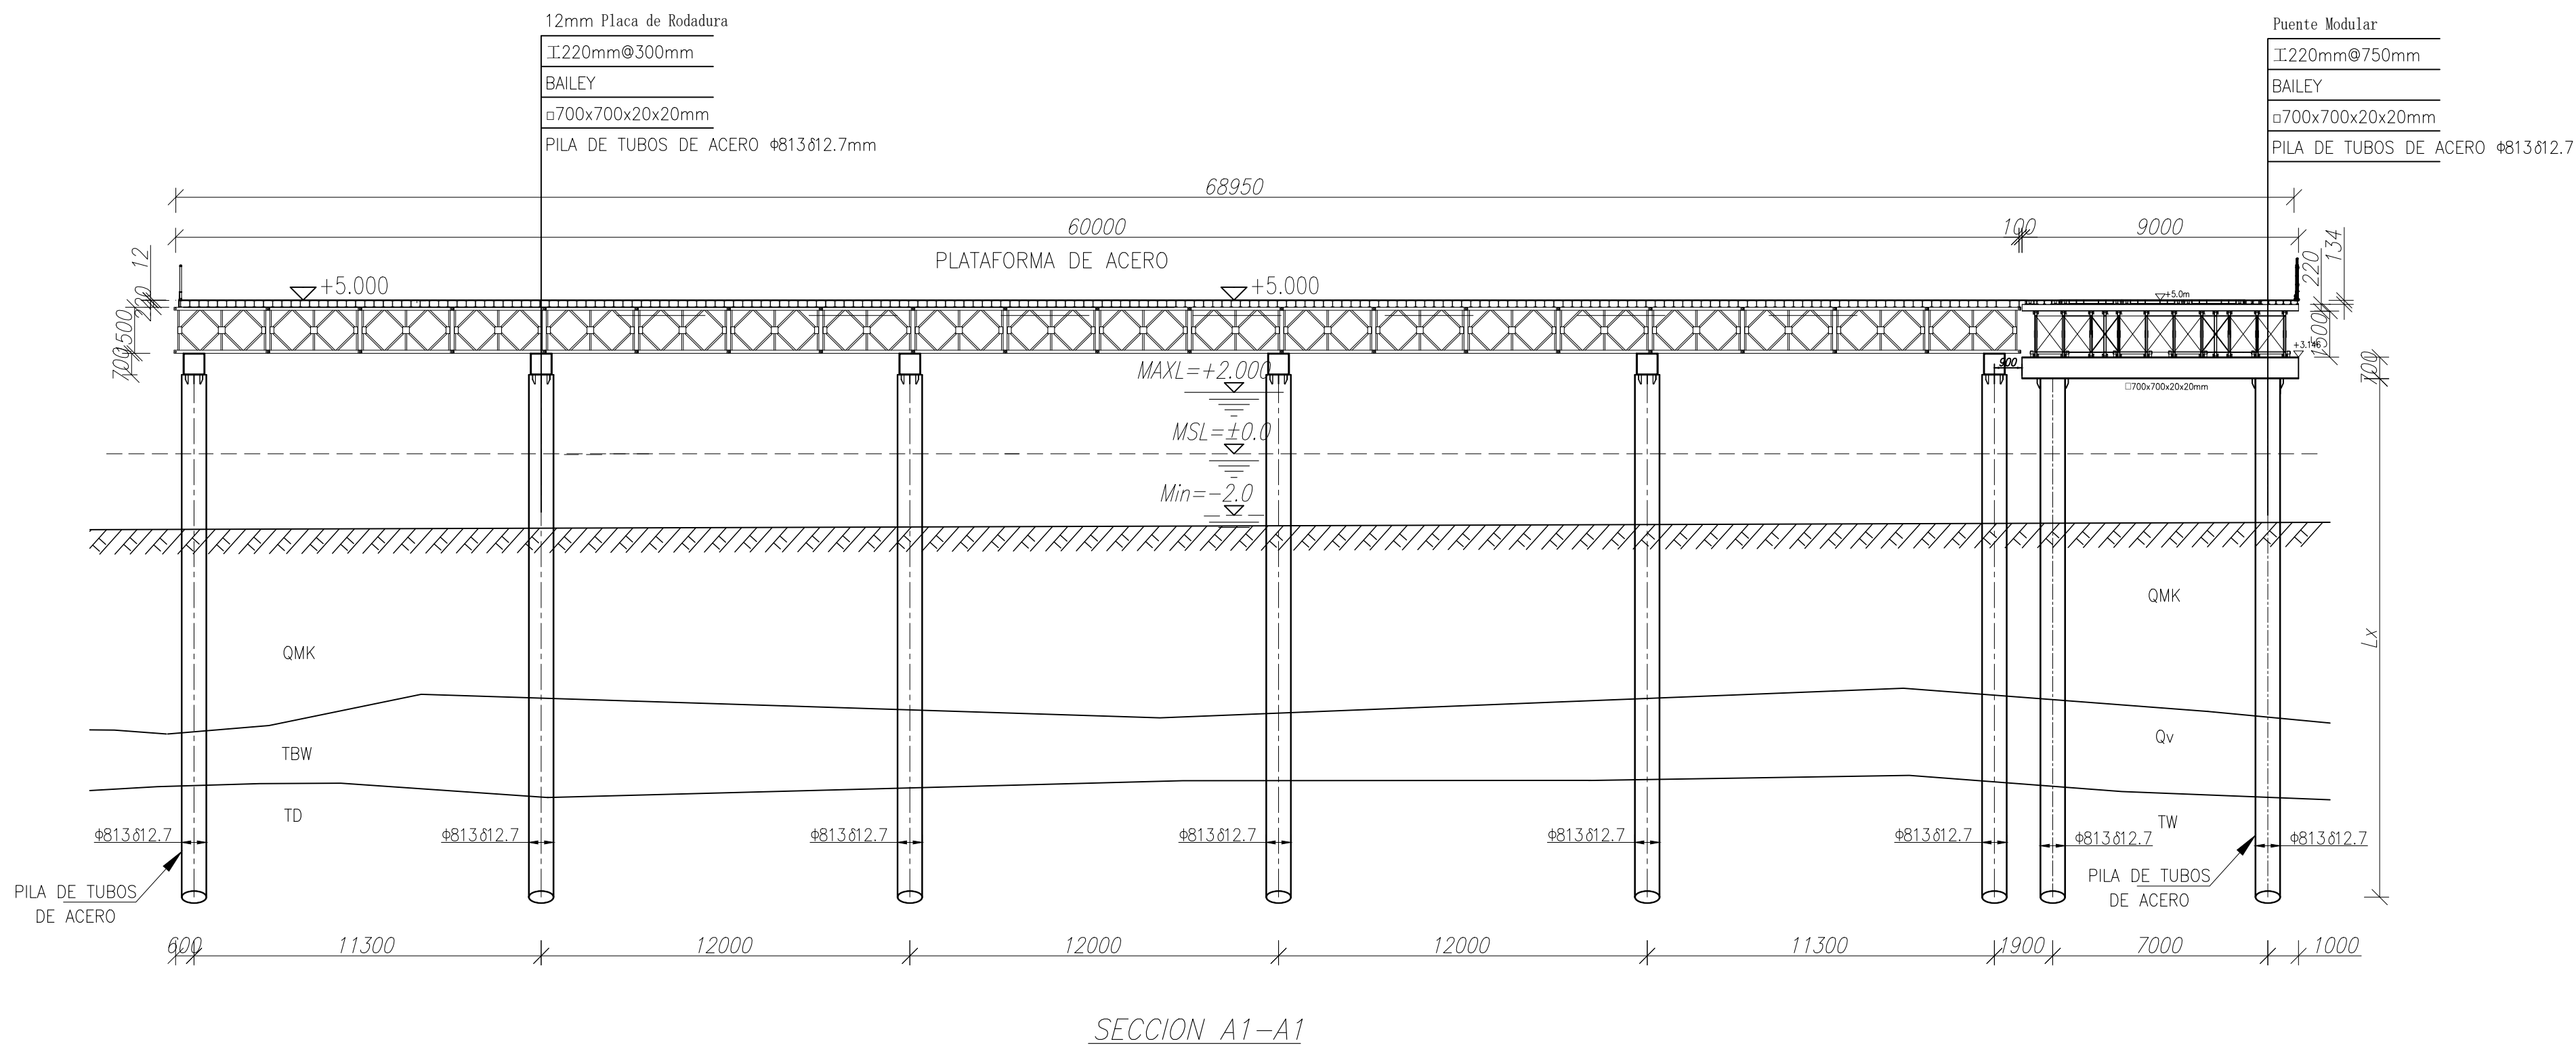 12mm Placa de Rodadura
工220mm@300mm
BAILEY
□700x700x20x20mm
PILA DE TUBOS DE ACERO Φ813δ12.7mm
Puente Modular
工220mm@750mm
BAILEY
□700x700x20x20mm
PILA DE TUBOS DE ACERO Φ813δ12.7
68950
60000
100
9000
PLATAFORMA DE ACERO
12
220
1500
700
+5.000
+5.000
+5.0m
134
220
1500
700
+3.146
900
□700x700x20x20mm
MAXL=+2.000
MSL=±0.0
Min=-2.0
QMK
QMK
Lx
TBW
Qv
TD
TW
Φ813δ12.7
Φ813δ12.7
Φ813δ12.7
Φ813δ12.7
Φ813δ12.7
Φ813δ12.7
Φ813δ12.7
Φ813δ12.7
PILA DE TUBOS
DE ACERO
PILA DE TUBOS
DE ACERO
600
11300
12000
12000
12000
11300
1900
7000
1000
SECCION A1-A1